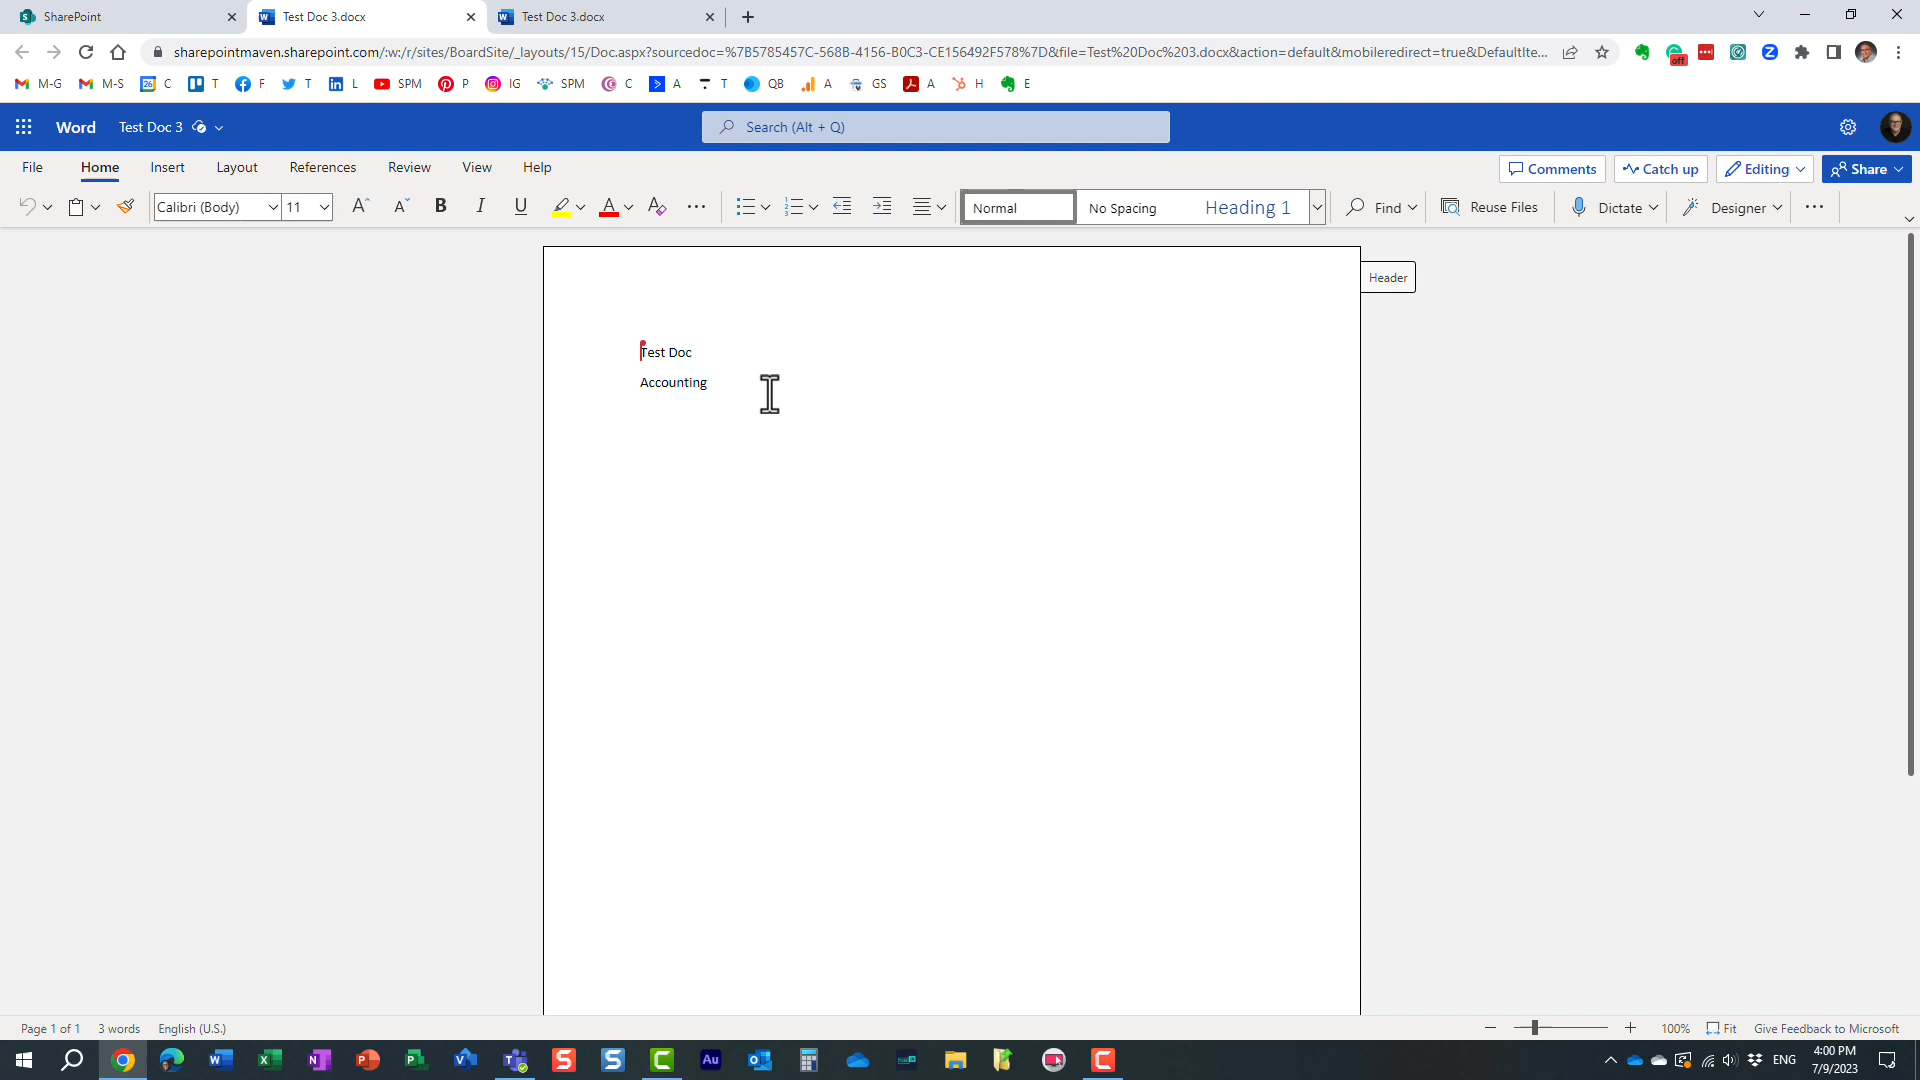 SharePoint
Test Doc 3.docx
Test Doc 3.docx
sharepointmaven.sharepoint.com/:w:/r/sites/BoardSite/_layouts/15/Doc.aspx?sourcedoc=%7B5785457C-568B-4156-B0C3-CE156492F578%7D&file=Test%20Doc%203.docx&action=default&mobileredirect=true&DefaultIte...
off
M-G
M-S
26
C
T
F
T
L
SPM
P
IG
SPM
C
A
T
QB
A
GS
A
H
E
Word
Test Doc 3
Search (Alt + Q)
File
Home
Insert
Layout
References
Review
View
Help
Comments
Catch up
Editing
Share
Calibri (Body)
11
Normal
No Spacing
Heading 1
Find
Reuse Files
Dictate
Designer
Header
Test Doc
Accounting
Page 1 of 1
3 words
English (U.S.)
100%
Fit
Give Feedback to Microsoft
ENG
4:00 PM
7/9/2023